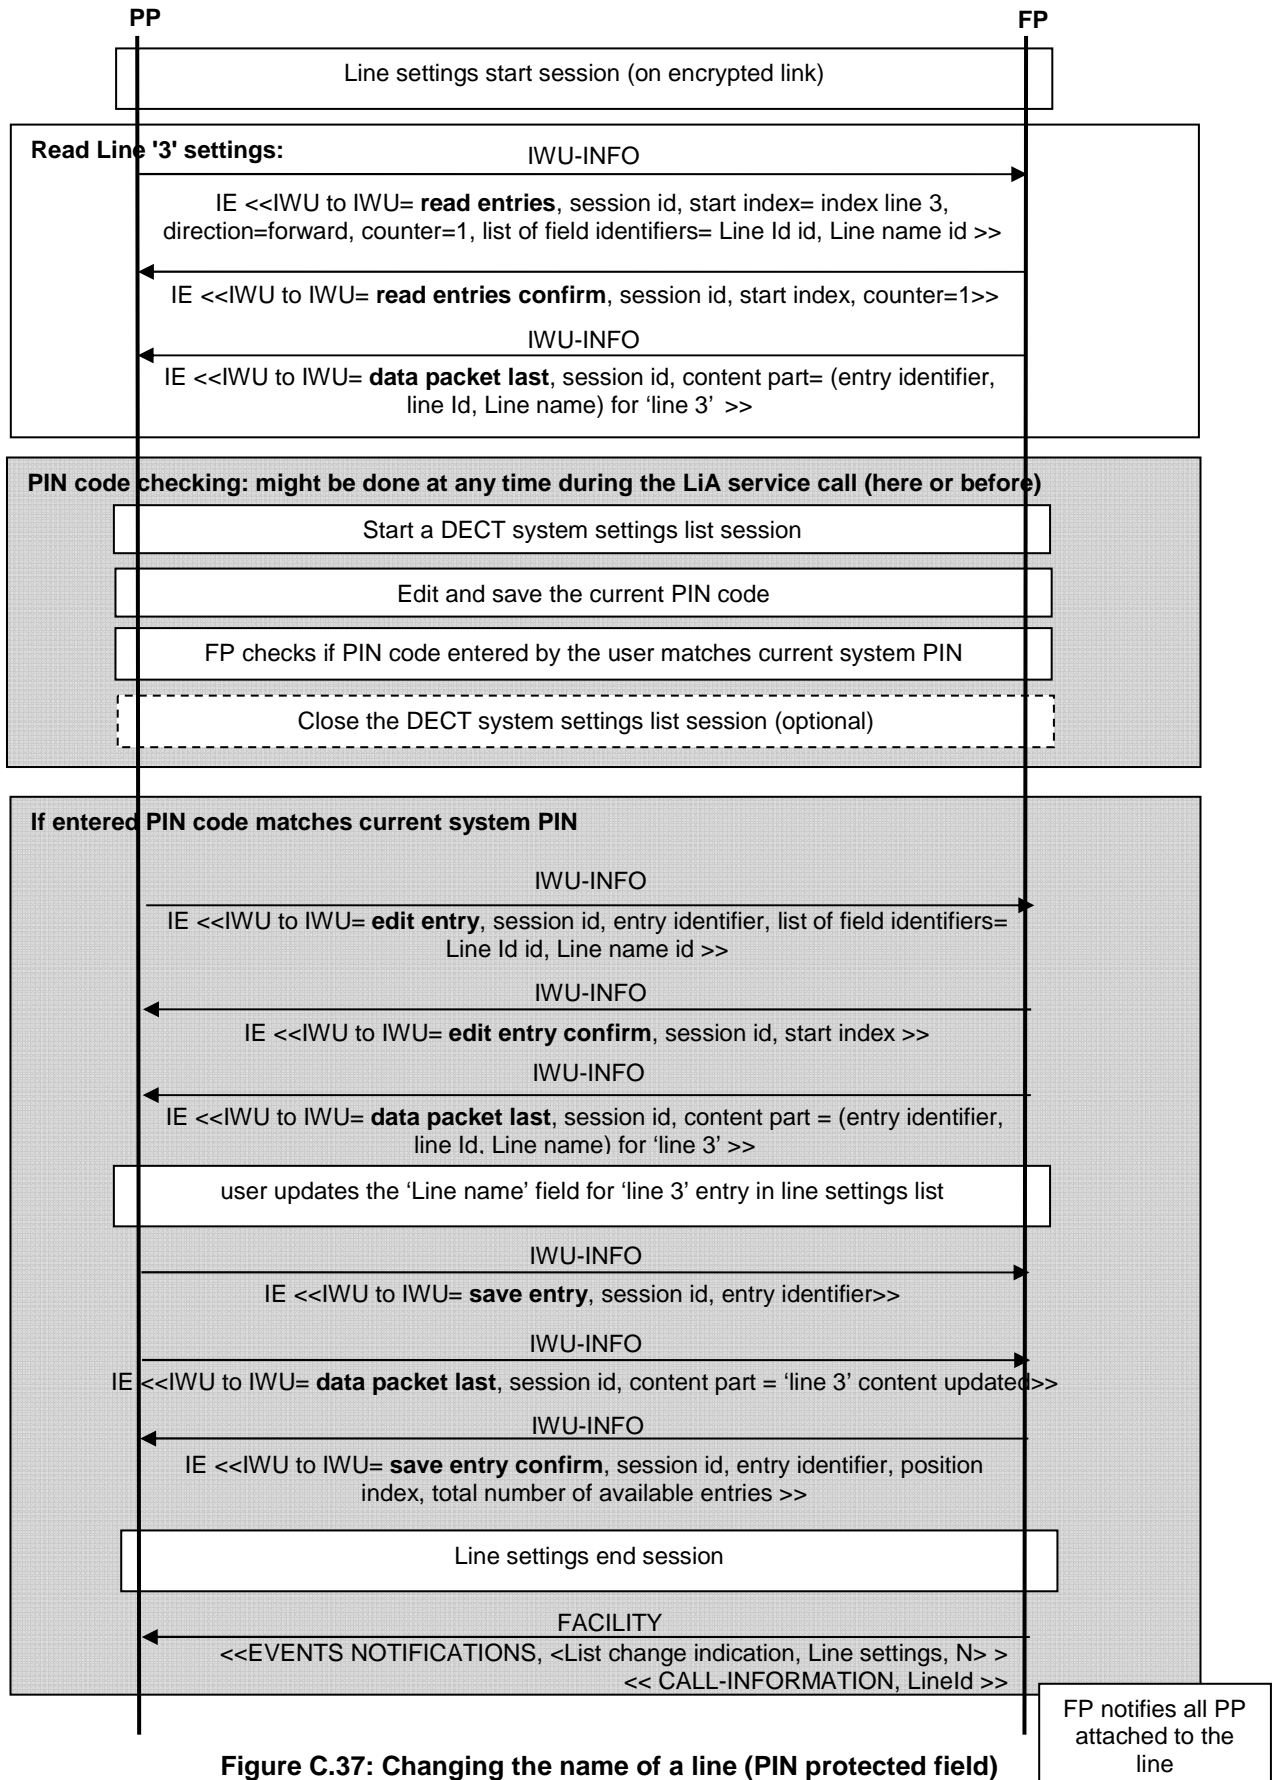 PP
FP
Line settings start session (on encrypted link)
Read Line '3' settings:
IWU-INFO
IE <<IWU to IWU= read entries, session id, start index= index line 3,
direction=forward, counter=1, list of field identifiers= Line Id id, Line name id >>
IE <<IWU to IWU= read entries confirm, session id, start index, counter=1>>
IWU-INFO
IE <<IWU to IWU= data packet last, session id, content part= (entry identifier,
line Id, Line name) for ‘line 3’ >>
PIN code checking: might be done at any time during the LiA service call (here or before)
Start a DECT system settings list session
Edit and save the current PIN code
FP checks if PIN code entered by the user matches current system PIN
Close the DECT system settings list session (optional)
If entered PIN code matches current system PIN
IWU-INFO
IE <<IWU to IWU= edit entry, session id, entry identifier, list of field identifiers=
Line Id id, Line name id >>
IWU-INFO
IE <<IWU to IWU= edit entry confirm, session id, start index >>
IWU-INFO
IE <<IWU to IWU= data packet last, session id, content part = (entry identifier,
line Id, Line name) for ‘line 3’ >>
user updates the ‘Line name’ field for ‘line 3’ entry in line settings list
IWU-INFO
IE <<IWU to IWU= save entry, session id, entry identifier>>
IWU-INFO
IE <<IWU to IWU= data packet last, session id, content part = ‘line 3’ content updated>>
IWU-INFO
IE <<IWU to IWU= save entry confirm, session id, entry identifier, position
index, total number of available entries >>
Line settings end session
FACILITY
<<EVENTS NOTIFICATIONS, <List change indication, Line settings, N> >
<< CALL-INFORMATION, LineId >>
FP notifies all PP
attached to the
line
Figure C.37: Changing the name of a line (PIN protected field)